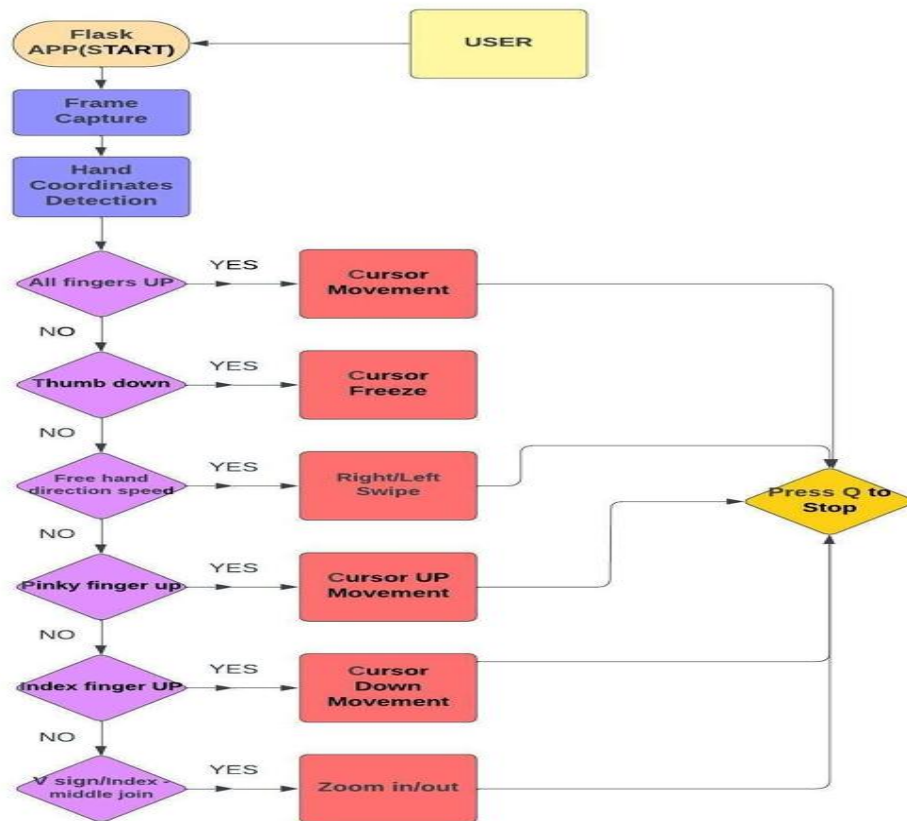 Flask
APP(START)
USER
Frame
Capture
Hand
Coordinates
Detection
All fingers UP
YES
Cursor
Movement
NO
Thumb down
YES
Cursor
Freeze
NO
Free hand
direction speed
YES
Right/Left
Swipe
Press Q to
Stop
NO
Pinky finger up
YES
Cursor UP
Movement
NO
Index finger UP
YES
Cursor
Down
Movement
NO
V sign/Index -
middle join
YES
Zoom in/out